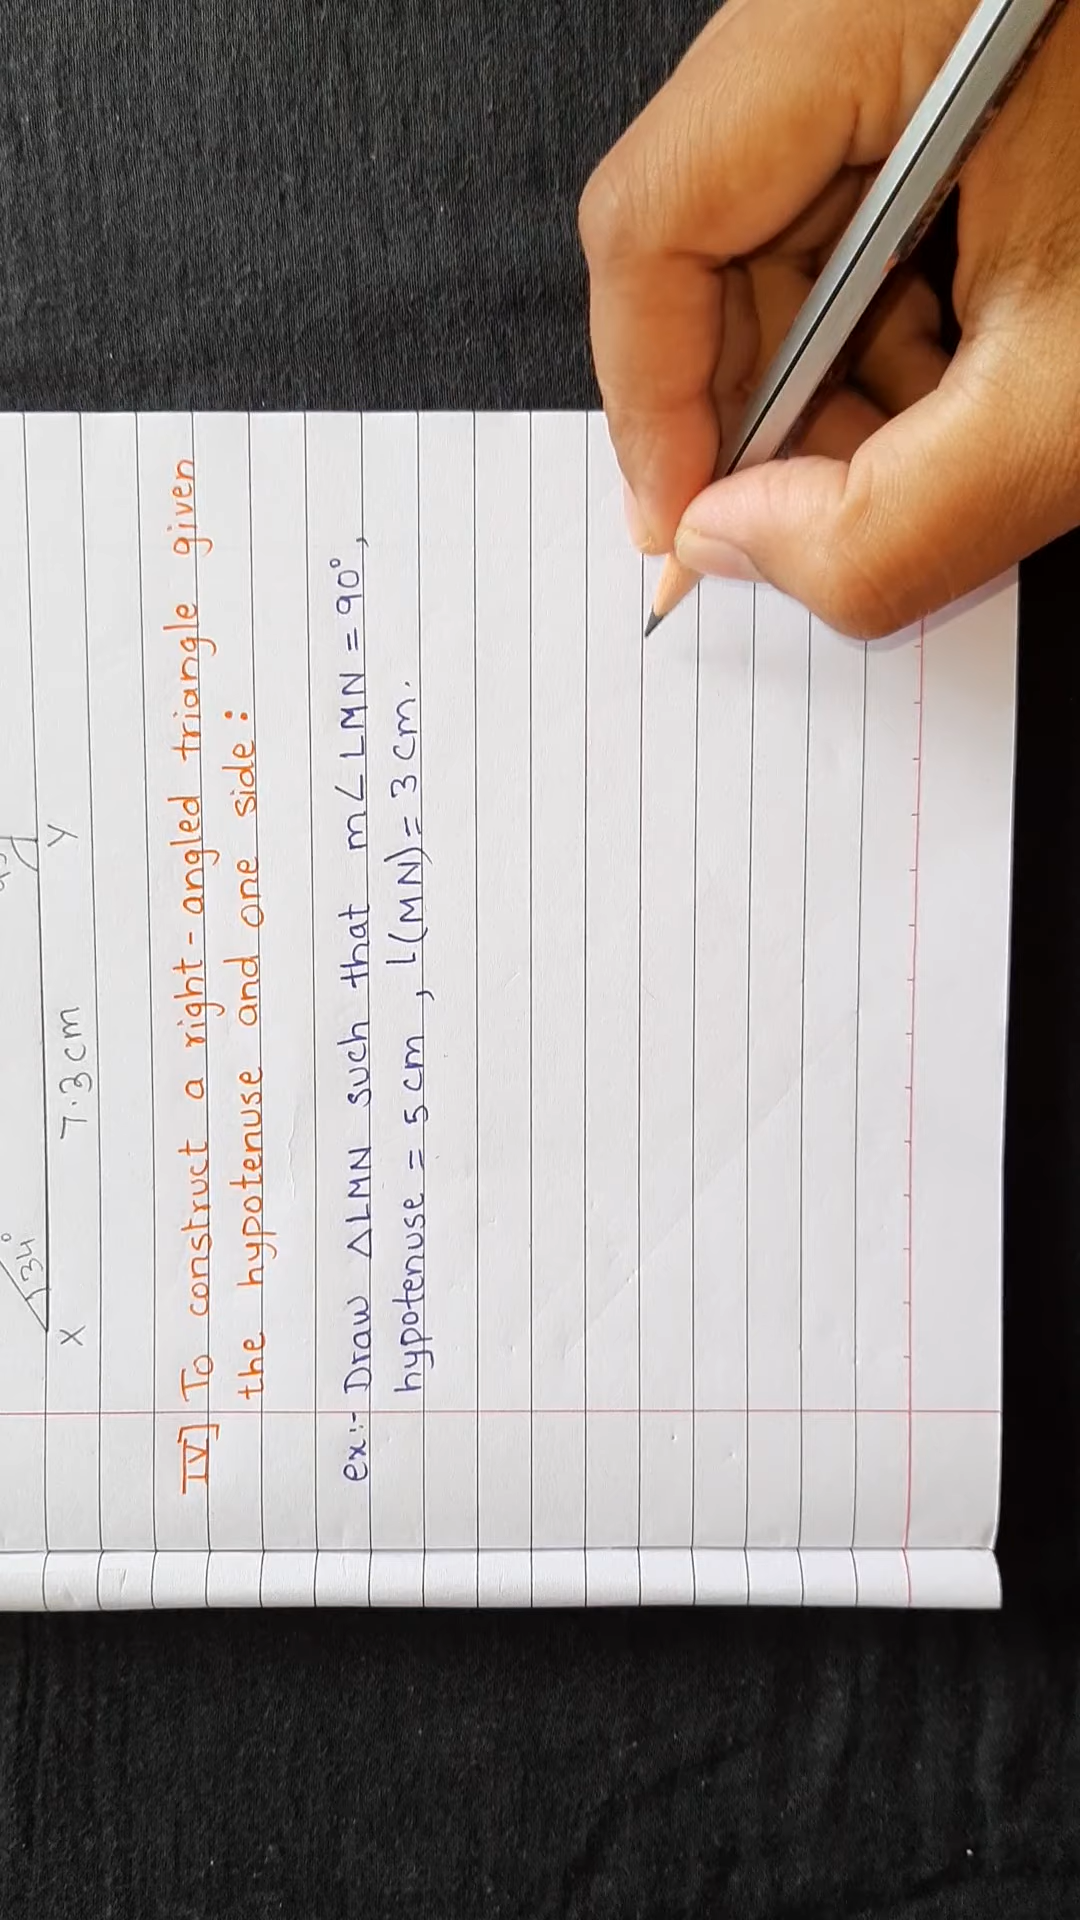 X 34° 7.3 cm Y
IV] To construct a right-angled triangle given
the hypotenuse and one side:
ex:- Draw △LMN such that m∠LMN = 90°,
hypotenuse = 5 cm, L(MN) = 3 cm.